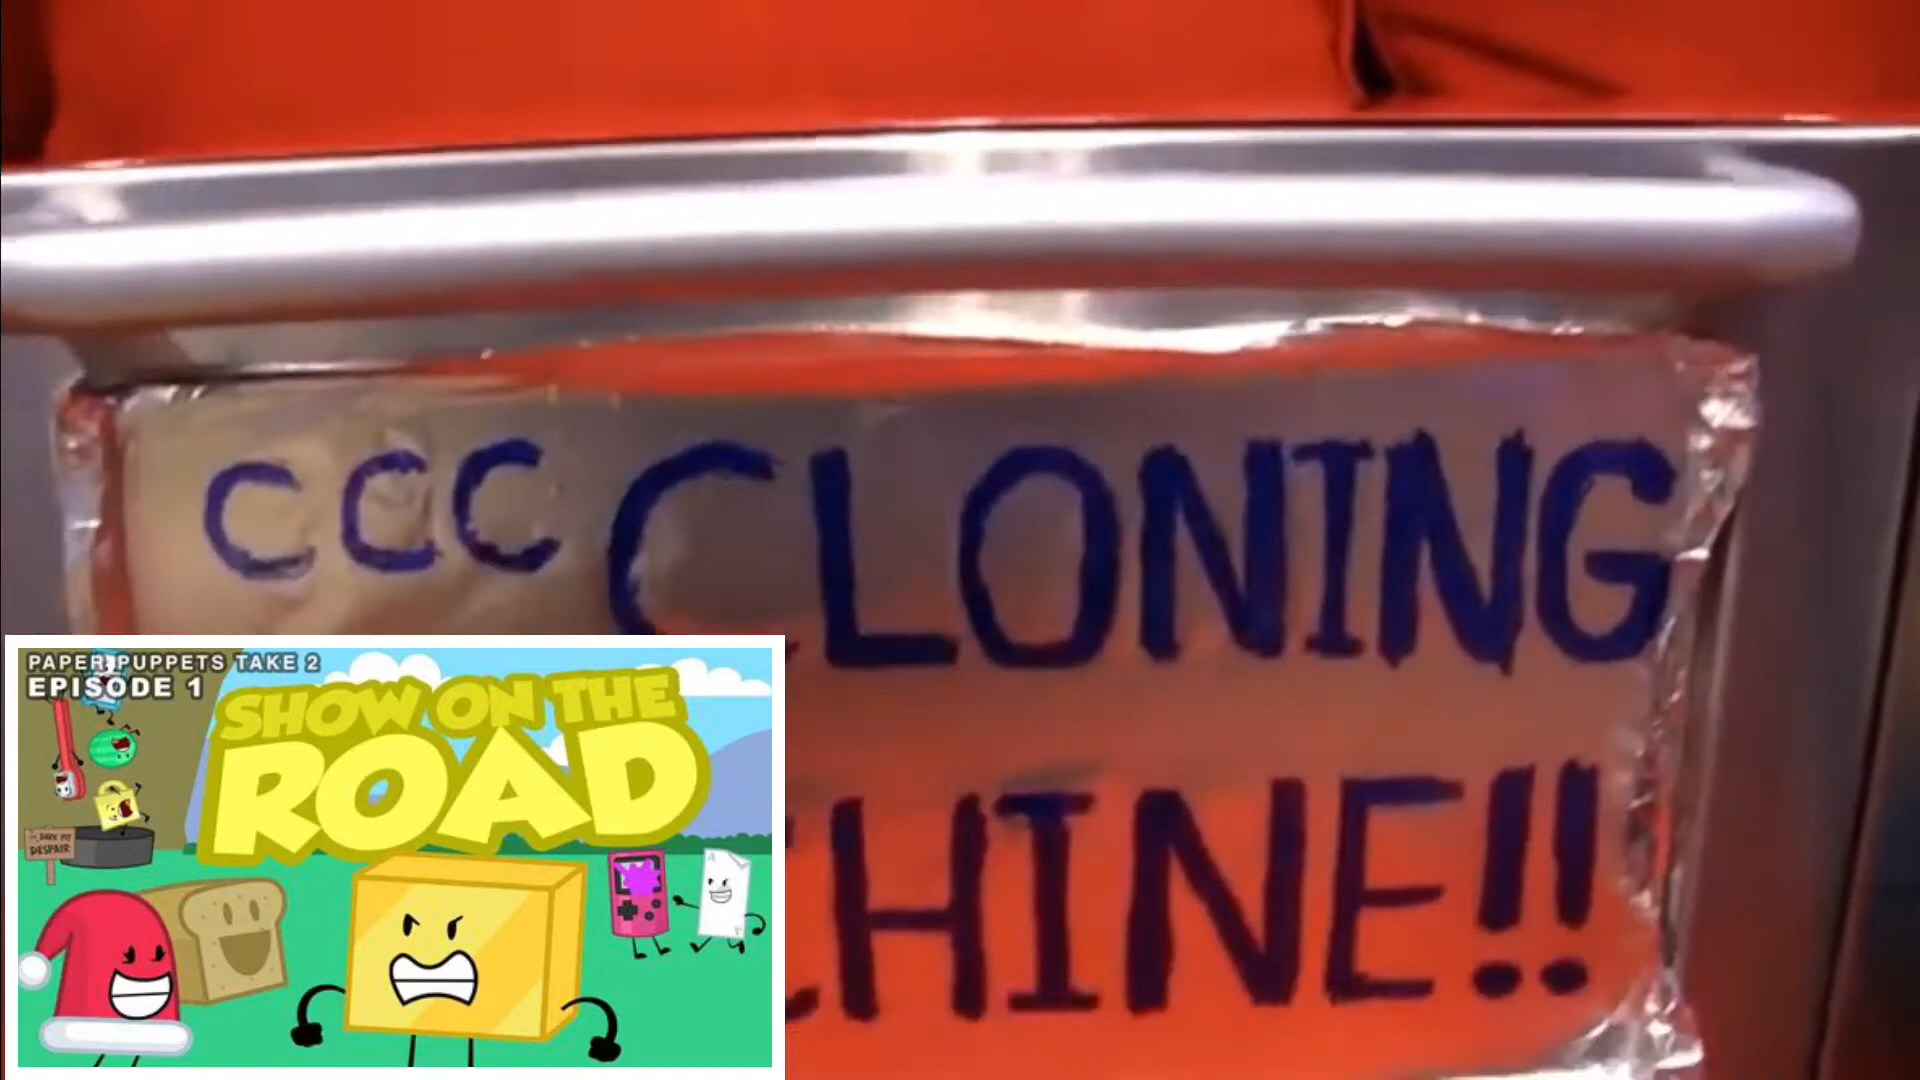 CCC CLONING
CHINE!!
PAPER PUPPETS TAKE 2
EPISODE 1
SHOW ON THE
ROAD
DESPAIR